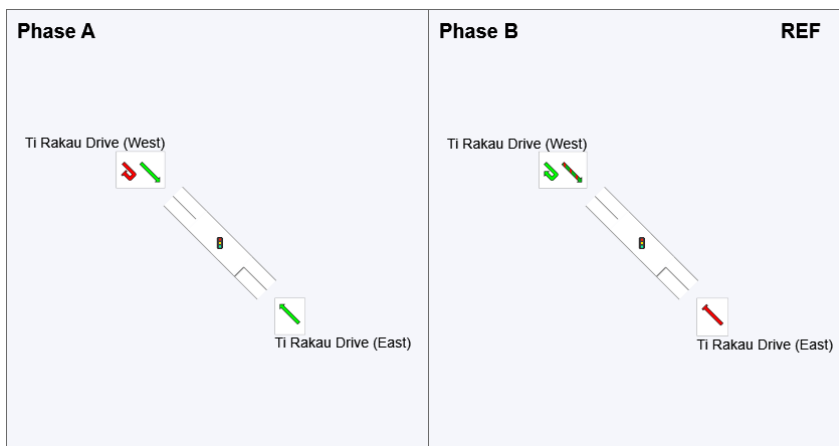 Phase A
Ti Rakau Drive (West)
Ti Rakau Drive (East)
Phase B REF
Ti Rakau Drive (West)
Ti Rakau Drive (East)